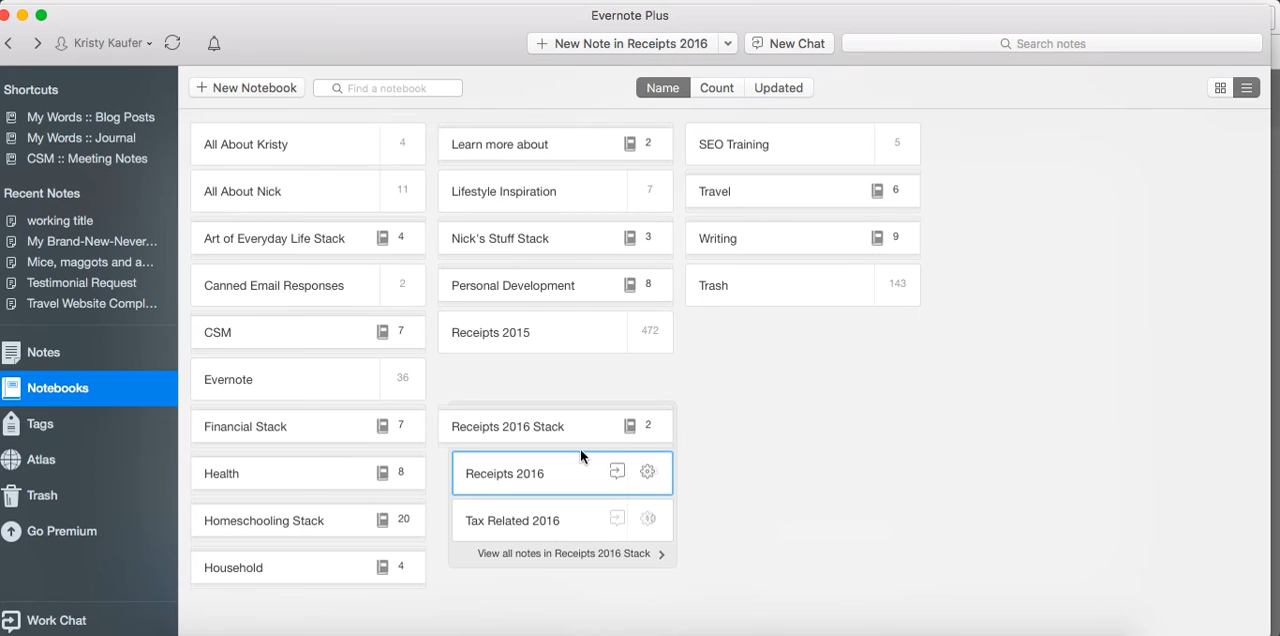 Evernote Plus
Kristy Kaufer
New Note in Receipts 2016
New Chat
Search notes
Shortcuts
My Words :: Blog Posts
My Words :: Journal
CSM :: Meeting Notes
Recent Notes
working title
My Brand-New-Never...
Mice, maggots and a...
Testimonial Request
Travel Website Compl...
Notes
Notebooks
Tags
Atlas
Trash
Go Premium
Work Chat
+ New Notebook
Find a notebook
Name
Count
Updated
All About Kristy 4
All About Nick 11
Art of Everyday Life Stack 4
Canned Email Responses 2
CSM 7
Evernote 36
Financial Stack 7
Health 8
Homeschooling Stack 20
Household 4
Learn more about 2
Lifestyle Inspiration 7
Nick's Stuff Stack 3
Personal Development 8
Receipts 2015 472
Receipts 2016 Stack 2
Receipts 2016
Tax Related 2016
View all notes in Receipts 2016 Stack
SEO Training 5
Travel 6
Writing 9
Trash 143